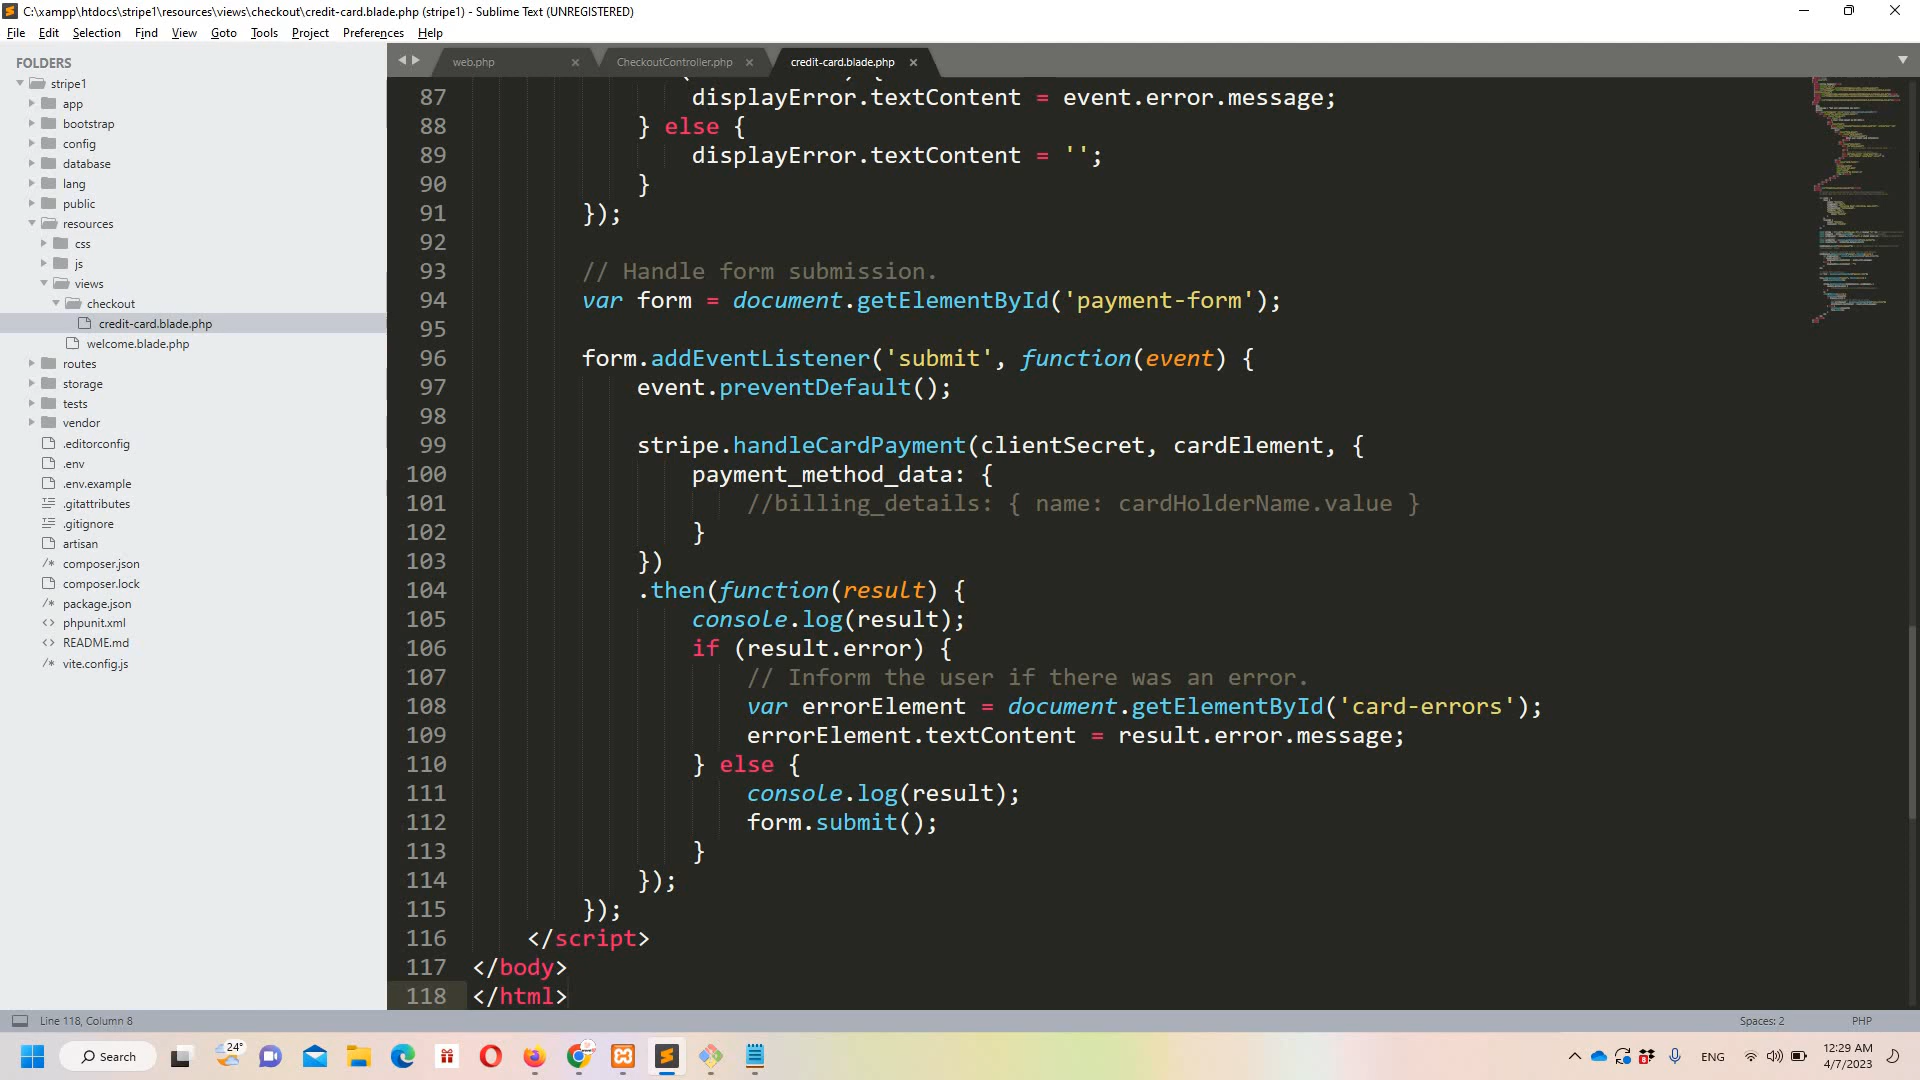 C:\xampp\htdocs\stripe1\resources\views\checkout\credit-card.blade.php (stripe1) - Sublime Text (UNREGISTERED)
File Edit Selection Find View Goto Tools Project Preferences Help
FOLDERS
stripe1
app
bootstrap
config
database
lang
public
resources
css
js
views
checkout
credit-card.blade.php
welcome.blade.php
routes
storage
tests
vendor
.editorconfig
.env
.env.example
.gitattributes
.gitignore
artisan
composer.json
composer.lock
package.json
phpunit.xml
README.md
vite.config.js
web.php CheckoutController.php credit-card.blade.php
87 displayError.textContent = event.error.message;
88 } else {
89 displayError.textContent = '';
90 }
91 });
92
93 // Handle form submission.
94 var form = document.getElementById('payment-form');
95
96 form.addEventListener('submit', function(event) {
97 event.preventDefault();
98
99 stripe.handleCardPayment(clientSecret, cardElement, {
100 payment_method_data: {
101 //billing_details: { name: cardHolderName.value }
102 }
103 })
104 .then(function(result) {
105 console.log(result);
106 if (result.error) {
107 // Inform the user if there was an error.
108 var errorElement = document.getElementById('card-errors');
109 errorElement.textContent = result.error.message;
110 } else {
111 console.log(result);
112 form.submit();
113 }
114 });
115 });
116 </script>
117 </body>
118 </html>
Line 118, Column 8 Spaces: 2 PHP
Search 24° ENG 12:29 AM
4/7/2023